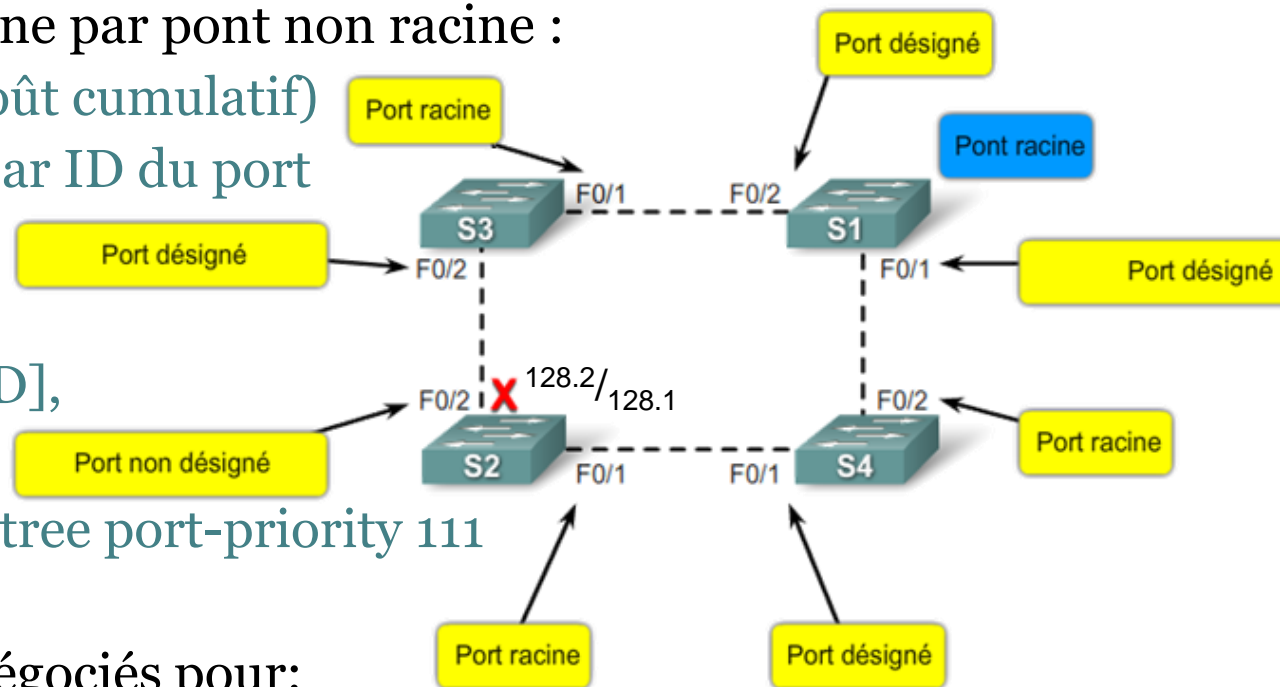 ne par pont non racine :
Port désigné
oût cumulatif)
Port racine
Pont racine
ar ID du port
F0/1
F0/2
S3
S1
Port désigné
F0/2
F0/1
Port désigné
D],
128.2/128.1
F0/2
X
F0/2
Port non désigné
S2
F0/1
F0/1
S4
Port racine
tree port-priority 111
Port racine
Port désigné
égociés pour: